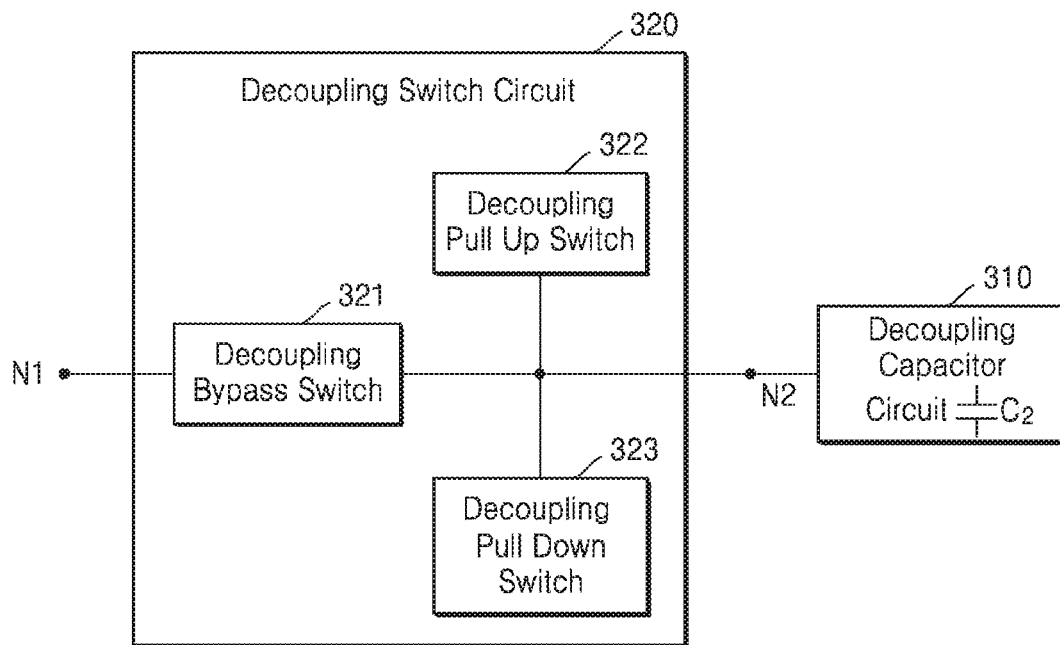 320
Decoupling Switch Circuit
322
Decoupling
Pull Up Switch
310
321
Decoupling
Capacitor
Circuit C2
Decoupling
Bypass Switch
N1
N2
323
Decoupling
Pull Down
Switch